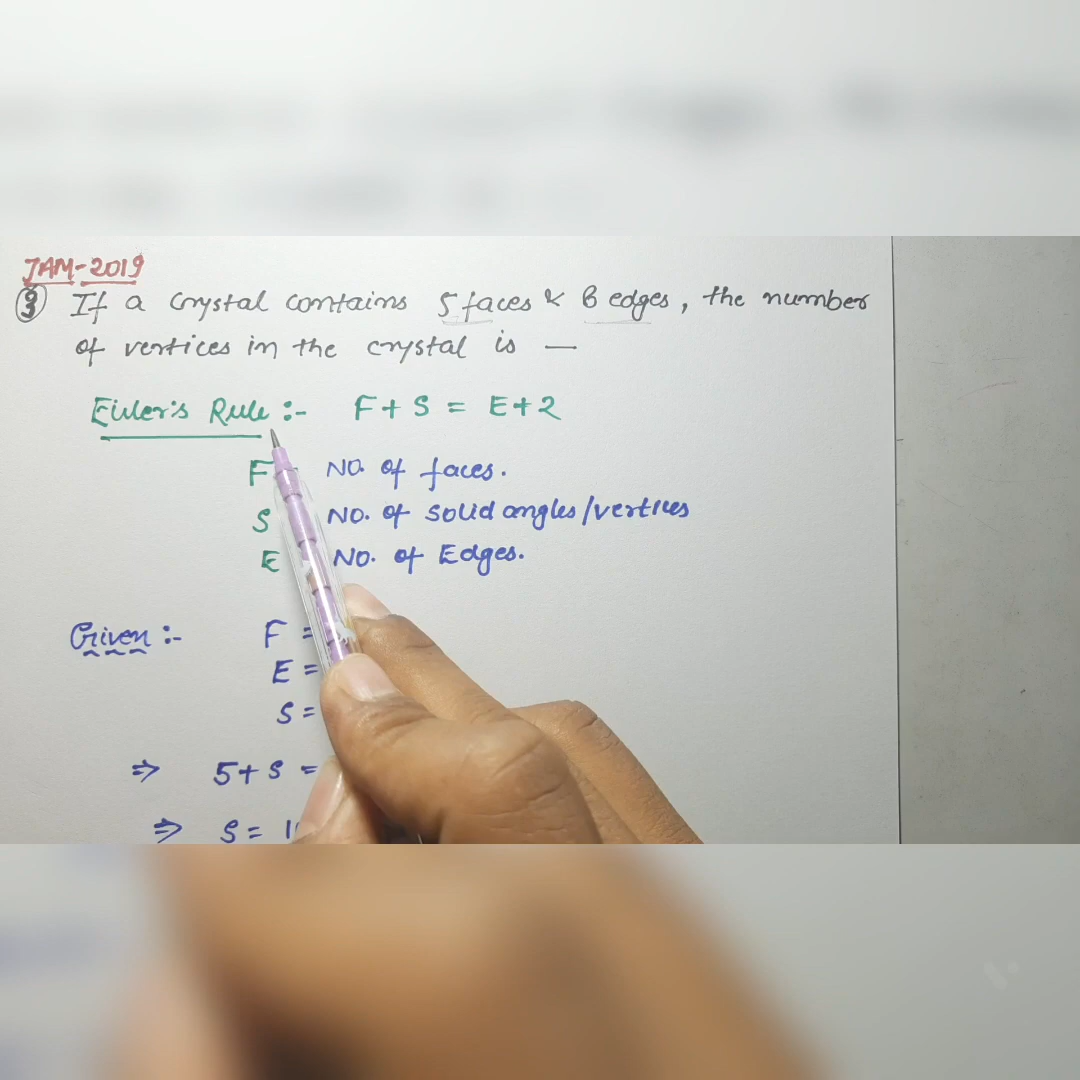 JAM-2019
③ If a crystal contains 5 faces & 8 edges, the number
of vertices in the crystal is —
Euler's Rule :- F + S = E + 2
F - No. of faces.
S No. of solid angles/vertices
E No. of Edges.
Given :- F =
E =
S =
⇒ 5 + S =
⇒ S =